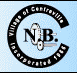 Village of Centreville
N.B.
Incorporated 1966